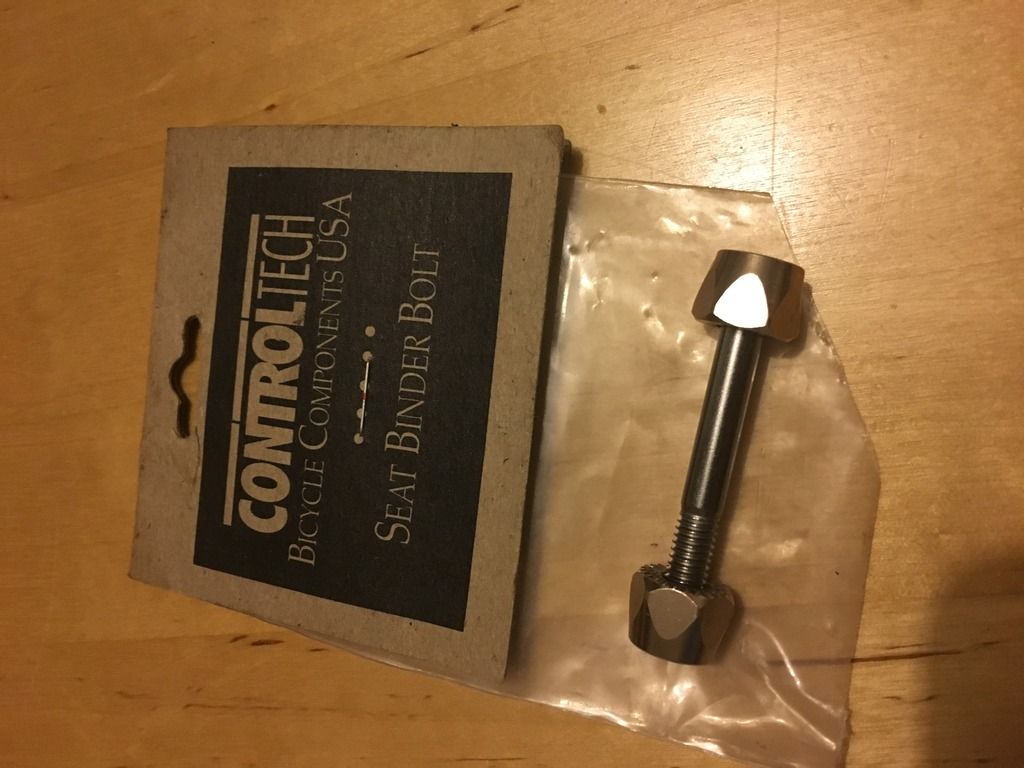 CONTROLTECH
BICYCLE COMPONENTS USA
SEAT BINDER BOLT